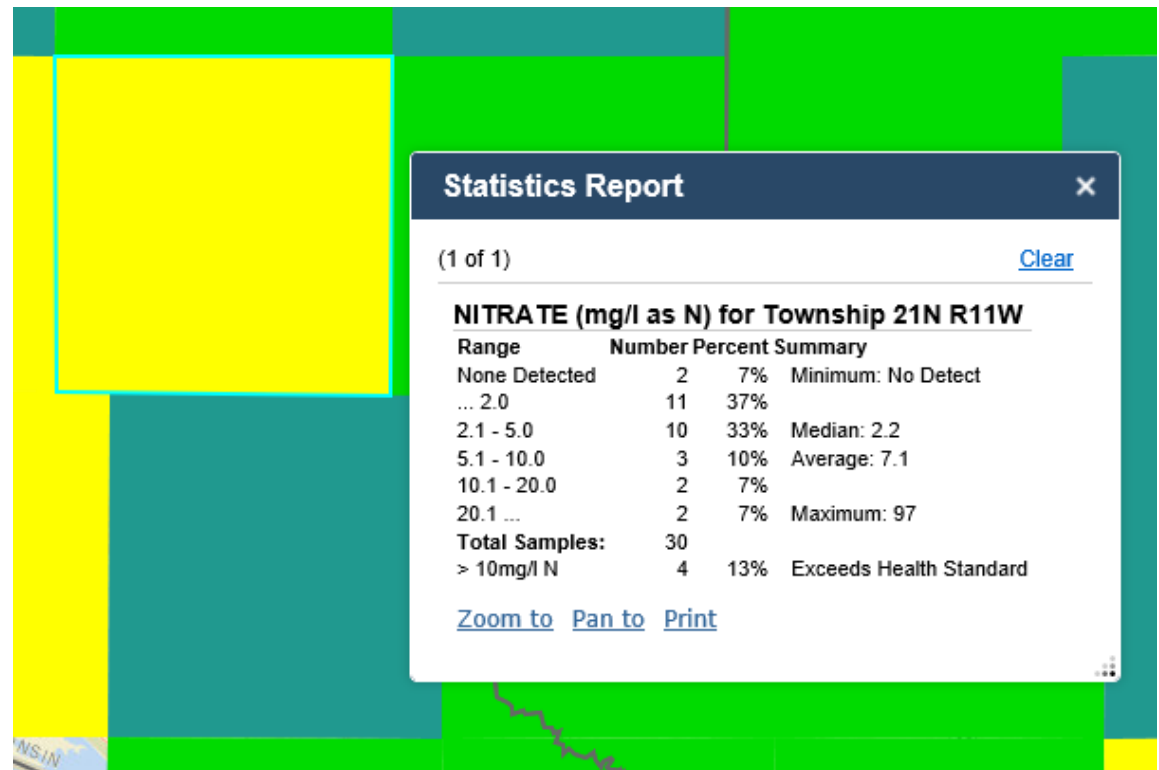 Statistics Report ×
(1 of 1) Clear
NITRATE (mg/l as N) for Township 21N R11W
Range Number Percent Summary
None Detected 2 7% Minimum: No Detect
... 2.0 11 37%
2.1 - 5.0 10 33% Median: 2.2
5.1 - 10.0 3 10% Average: 7.1
10.1 - 20.0 2 7%
20.1 ... 2 7% Maximum: 97
Total Samples: 30
> 10mg/l N 4 13% Exceeds Health Standard
Zoom to Pan to Print
NSIN